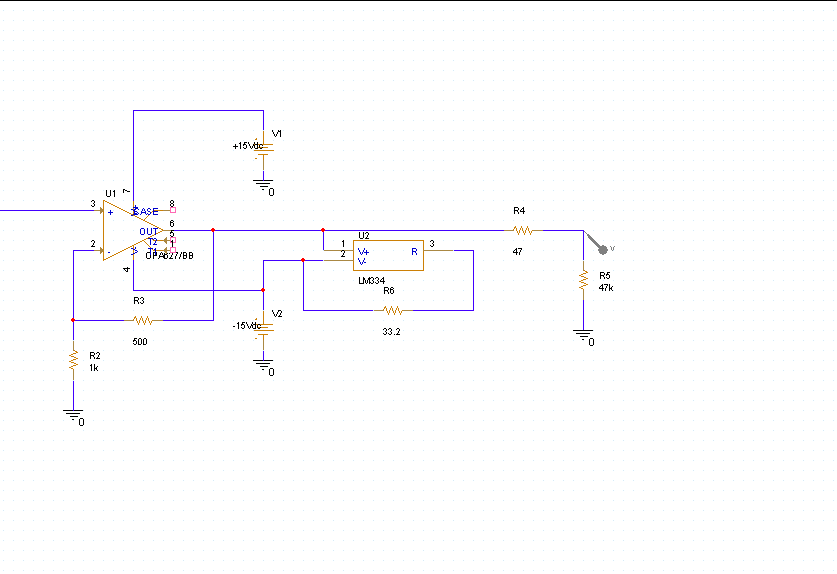 V1
+15Vdc
0
U1
7
3
+
CASE
8
OUT
6
5
T2
1
T1
2
-
V-
OPA627/BB
4
R3
500
R2
1k
0
V2
-15Vdc
0
U2
1
V+
2
V-
R
3
LM334
R6
33.2
R4
47
V
R5
47k
0